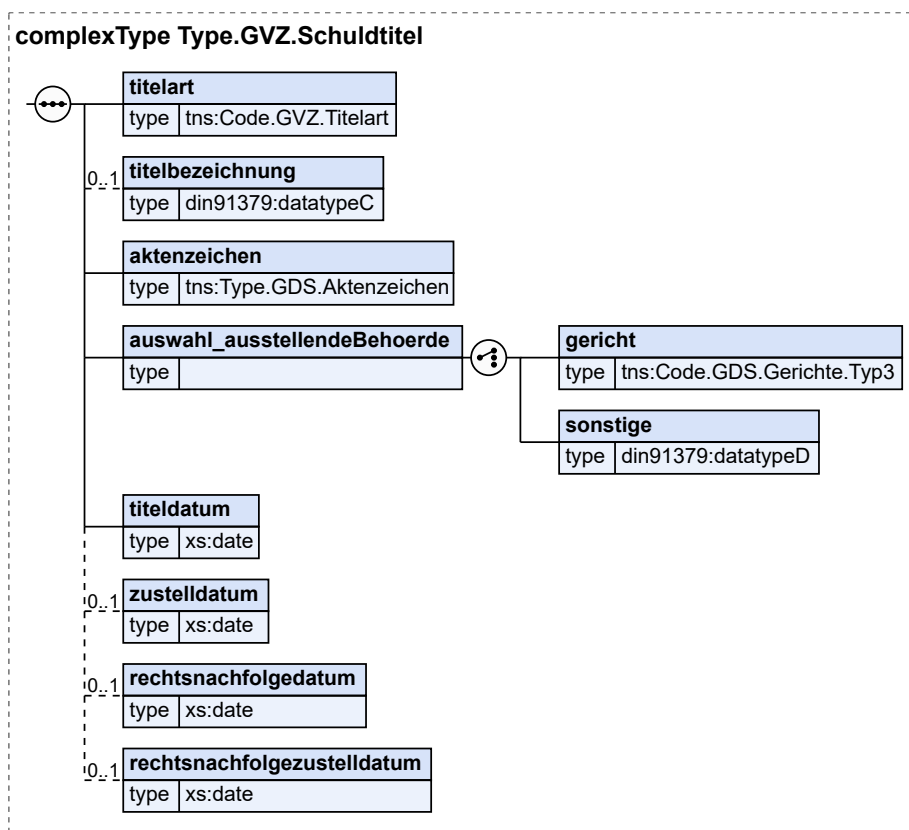 complexType Type.GVZ.Schuldtitel
titelart
type tns:Code.GVZ.Titelart
0..1
titelbezeichnung
type din91379:datatypeC
aktenzeichen
type tns:Type.GDS.Aktenzeichen
auswahl_ausstellendeBehoerde
type
gericht
type tns:Code.GDS.Gerichte.Typ3
sonstige
type din91379:datatypeD
titeldatum
type xs:date
0..1
zustelldatum
type xs:date
0..1
rechtsnachfolgedatum
type xs:date
0..1
rechtsnachfolgezustelldatum
type xs:date